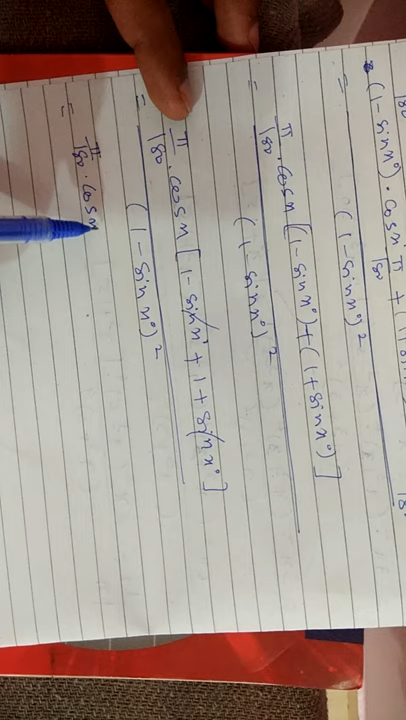 (1 - sin x°) · cos x π/180 + (1
= (1 - sin x°)²
= π/180 · cos x [(1 - sin x°) + (1 + sin x°)]
(1 - sin x°)²
= π/180 · cos x [1 - sin x° + 1 + sin x°]
(1 - sin x°)²
= π/180 · cos x